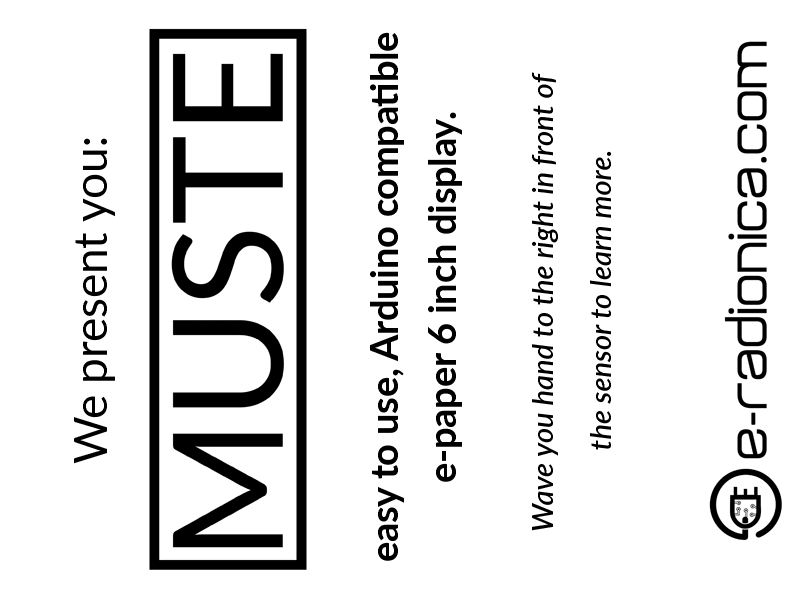 We present you:
MUSTE
easy to use, Arduino compatible
e-paper 6 inch display.
Wave you hand to the right in front of
the sensor to learn more.
e-radionica.com